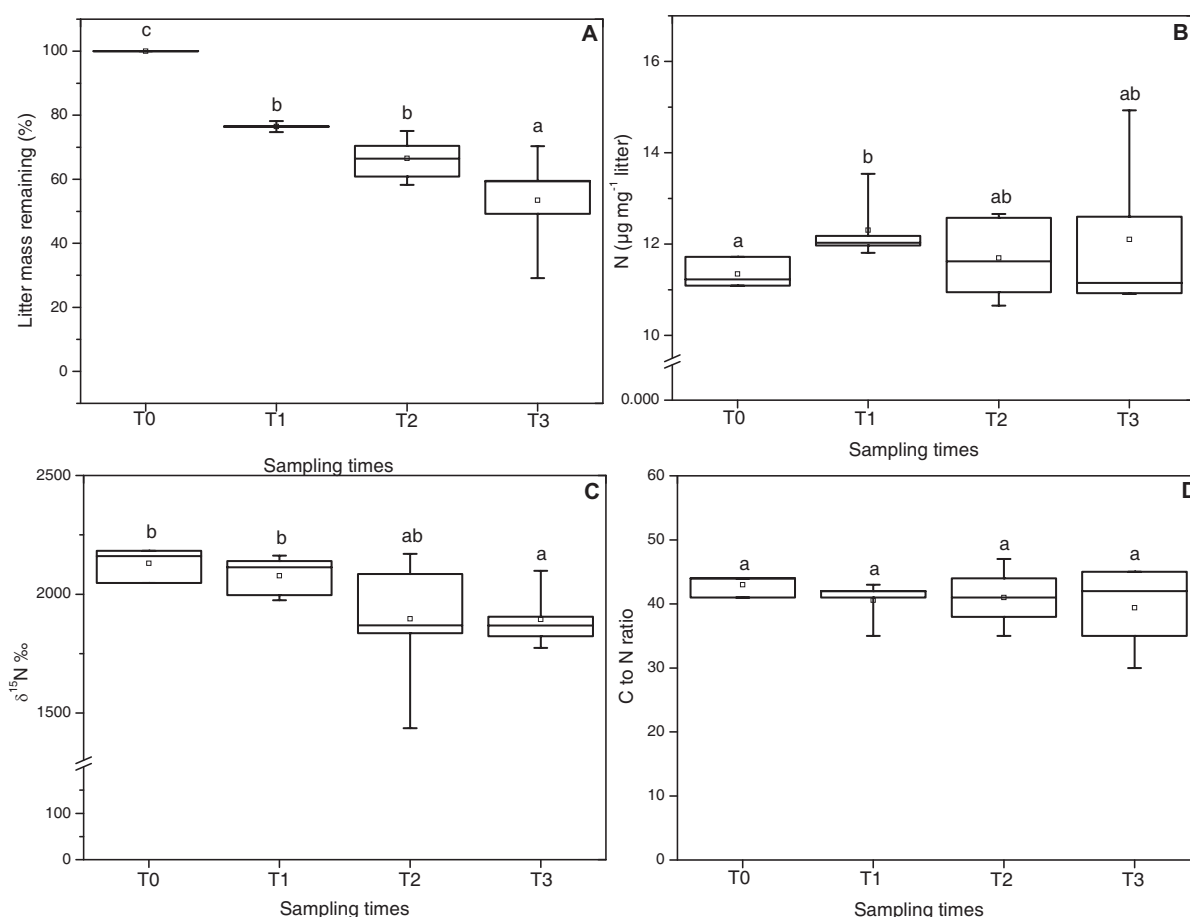 A
Litter mass remaining (%)
100
80
60
40
20
0
c
b
b
a
T0 T1 T2 T3
Sampling times
B
N (µg mg⁻¹ litter)
16
14
12
10
0.000
a
b
ab
ab
T0 T1 T2 T3
Sampling times
C
δ¹⁵N ‰
2500
2000
1500
100
0
b
b
ab
a
T0 T1 T2 T3
Sampling times
D
C to N ratio
60
50
40
30
20
10
0
a
a
a
a
T0 T1 T2 T3
Sampling times